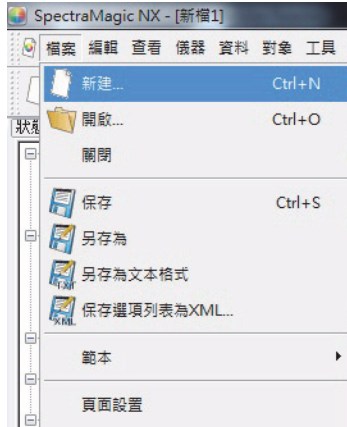 SpectraMagic NX - [新檔1]
檔案 編輯 查看 儀器 資料 對象 工具
新建... Ctrl+N
狀態
開啟... Ctrl+O
關閉
保存 Ctrl+S
另存為
TXT 另存為文本格式
XML 保存選項列表為XML...
範本
頁面設置